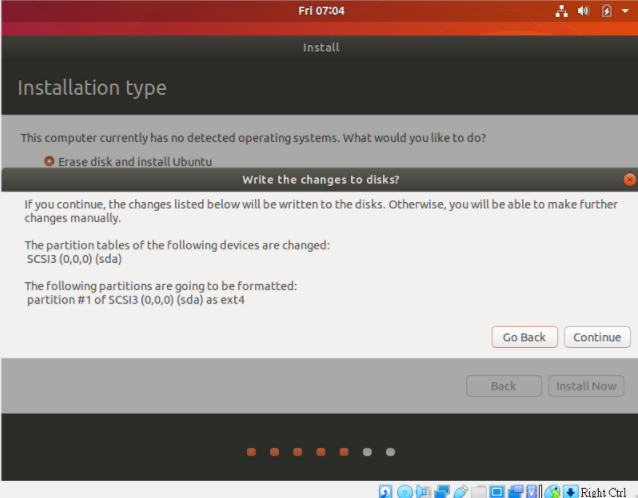 Fri 07:04
Install
Installation type
This computer currently has no detected operating systems. What would you like to do?
Erase disk and install Ubuntu
Write the changes to disks?
If you continue, the changes listed below will be written to the disks. Otherwise, you will be able to make further
changes manually.
The partition tables of the following devices are changed:
SCSI3 (0,0,0) (sda)
The following partitions are going to be formatted:
partition #1 of SCSI3 (0,0,0) (sda) as ext4
Go Back
Continue
Back
Install Now
Right Ctrl